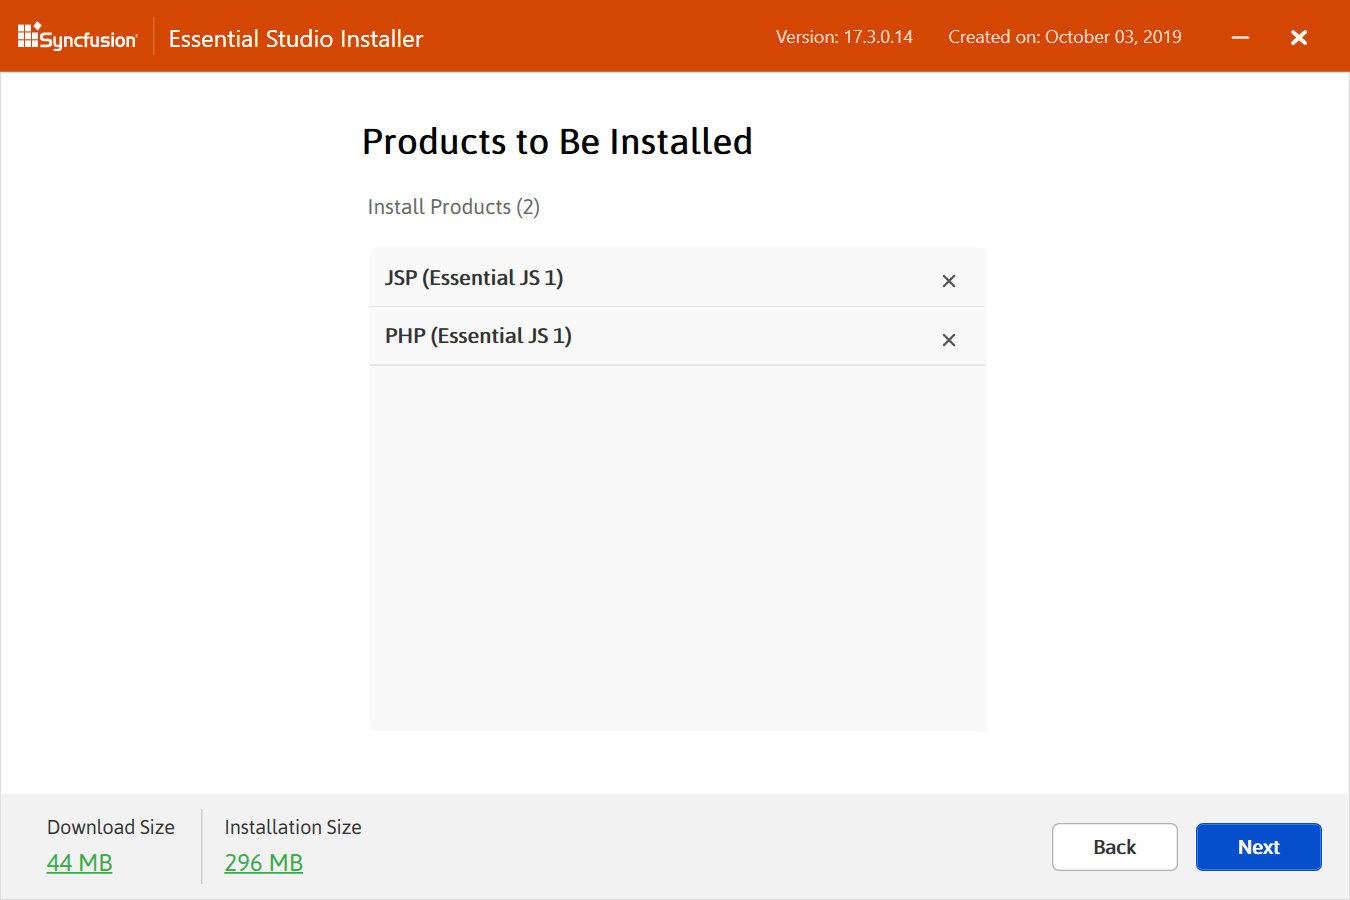 Syncfusion
Essential Studio Installer
Version: 17.3.0.14
Created on: October 03, 2019
Products to Be Installed
Install Products (2)
JSP (Essential JS 1)
PHP (Essential JS 1)
Download Size
44 MB
Installation Size
296 MB
Back
Next